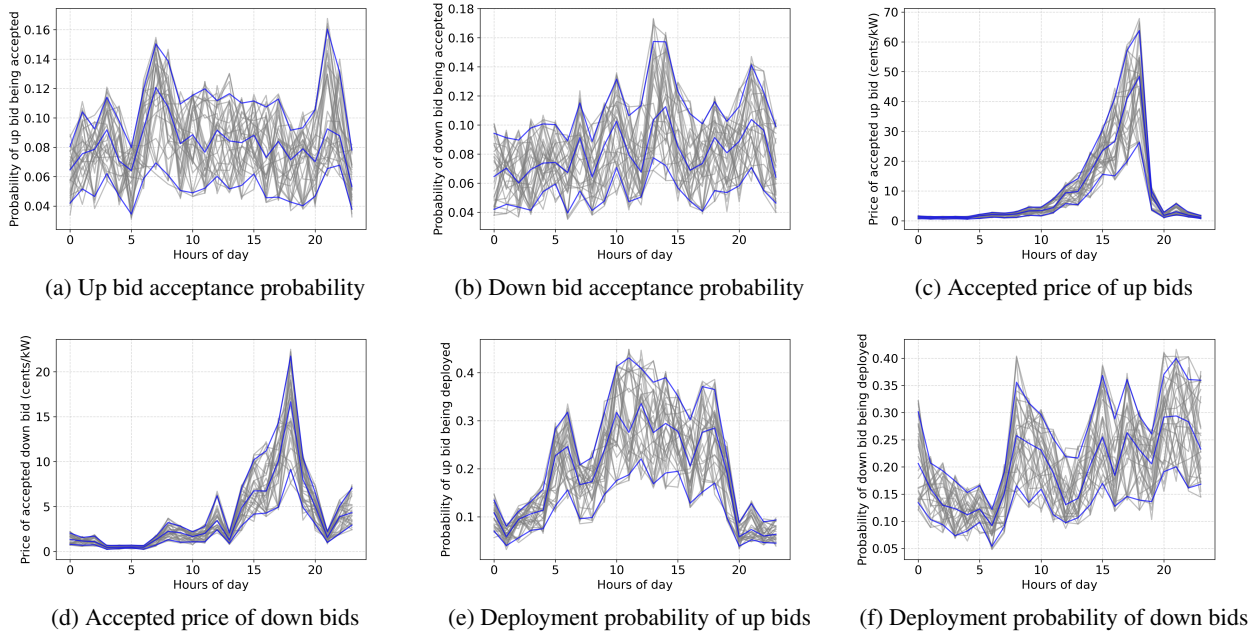 Probability of up bid being accepted
0.16
0.14
0.12
0.10
0.08
0.06
0.04
0 5 10 15 20
Hours of day
(a) Up bid acceptance probability
Probability of down bid being accepted
0.16
0.14
0.12
0.10
0.08
0.06
0.04
0 5 10 15 20
Hours of day
(b) Down bid acceptance probability
Price of accepted up bid (cents/kW)
70
60
50
40
30
20
10
0
0 5 10 15 20
Hours of day
(c) Accepted price of up bids
Price of accepted down bid (cents/kW)
20
15
10
5
0
0 5 10 15 20
Hours of day
(d) Accepted price of down bids
Probability of up bid being deployed
0.4
0.3
0.2
0.1
0 5 10 15 20
Hours of day
(e) Deployment probability of up bids
Probability of down bid being deployed
0.40
0.35
0.30
0.25
0.20
0.15
0.10
0.05
0 5 10 15 20
Hours of day
(f) Deployment probability of down bids